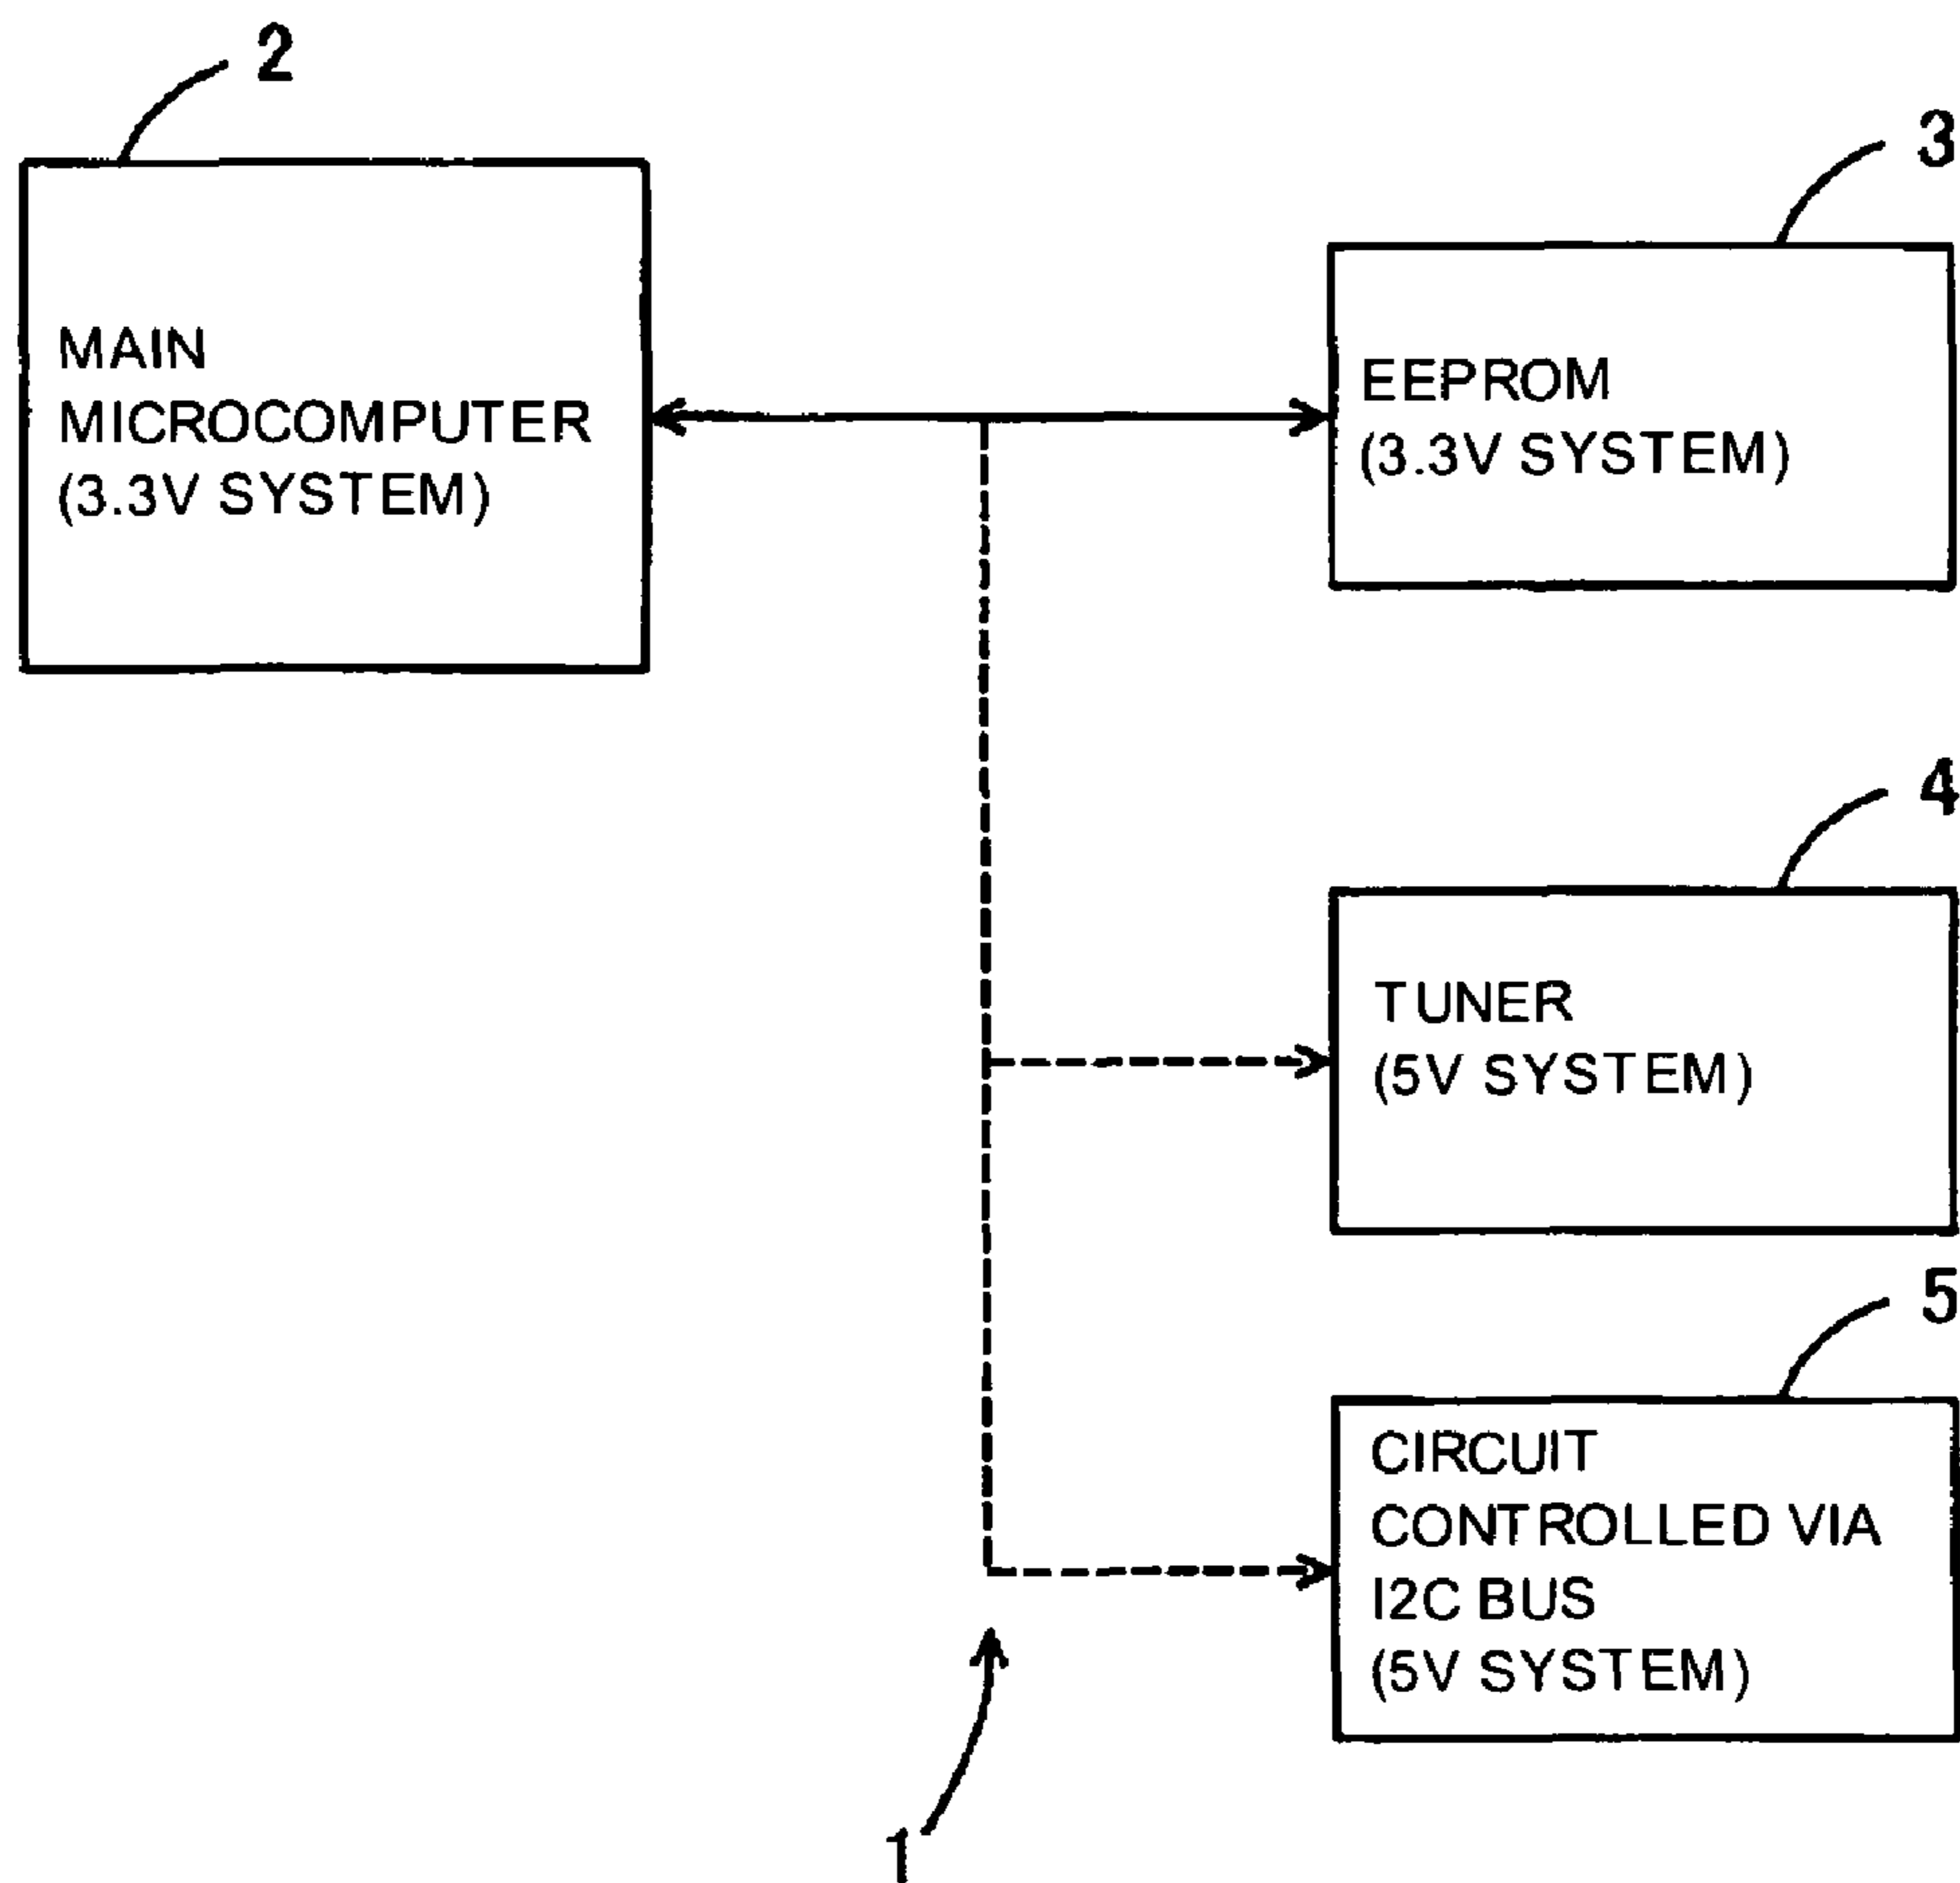 2
MAIN
MICROCOMPUTER
(3.3V SYSTEM)
3
EEPROM
(3.3V SYSTEM)
4
TUNER
(5V SYSTEM)
5
CIRCUIT
CONTROLLED VIA
I2C BUS
(5V SYSTEM)
1